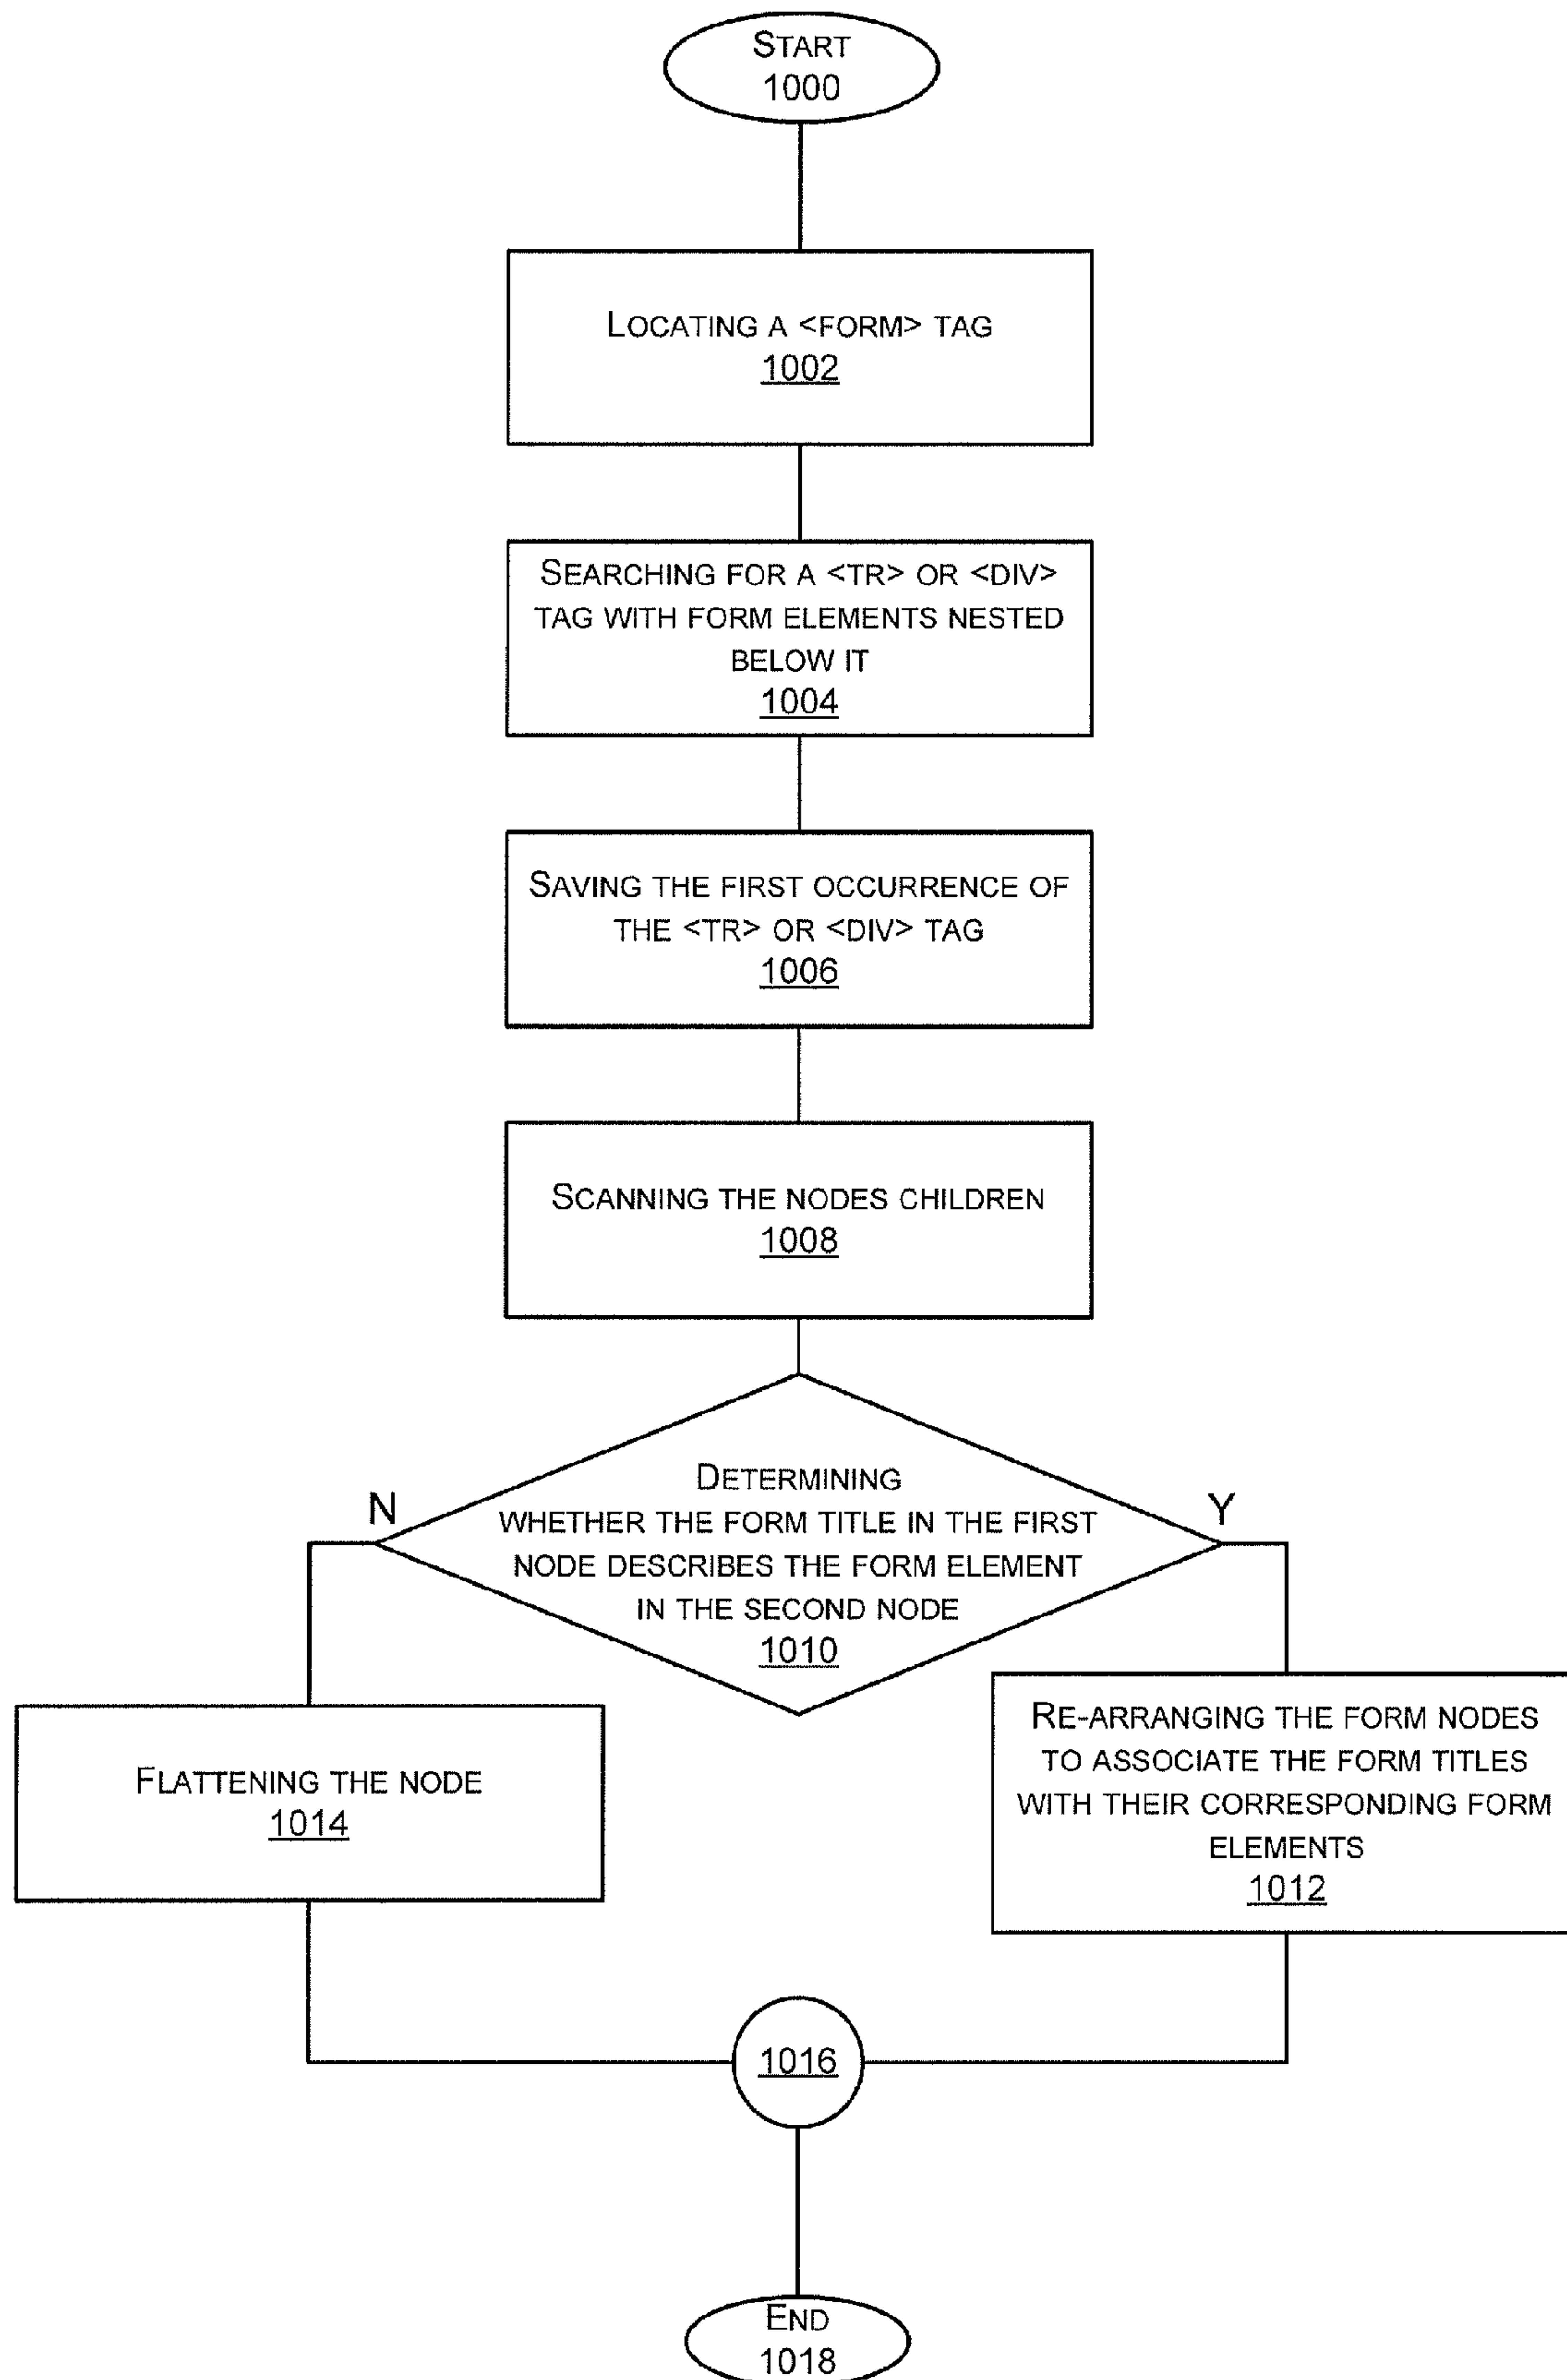 START
1000
LOCATING A <FORM> TAG
1002
SEARCHING FOR A <TR> OR <DIV>
TAG WITH FORM ELEMENTS NESTED
BELOW IT
1004
SAVING THE FIRST OCCURRENCE OF
THE <TR> OR <DIV> TAG
1006
SCANNING THE NODES CHILDREN
1008
DETERMINING
WHETHER THE FORM TITLE IN THE FIRST
NODE DESCRIBES THE FORM ELEMENT
IN THE SECOND NODE
1010
N
Y
FLATTENING THE NODE
1014
RE-ARRANGING THE FORM NODES
TO ASSOCIATE THE FORM TITLES
WITH THEIR CORRESPONDING FORM
ELEMENTS
1012
1016
END
1018